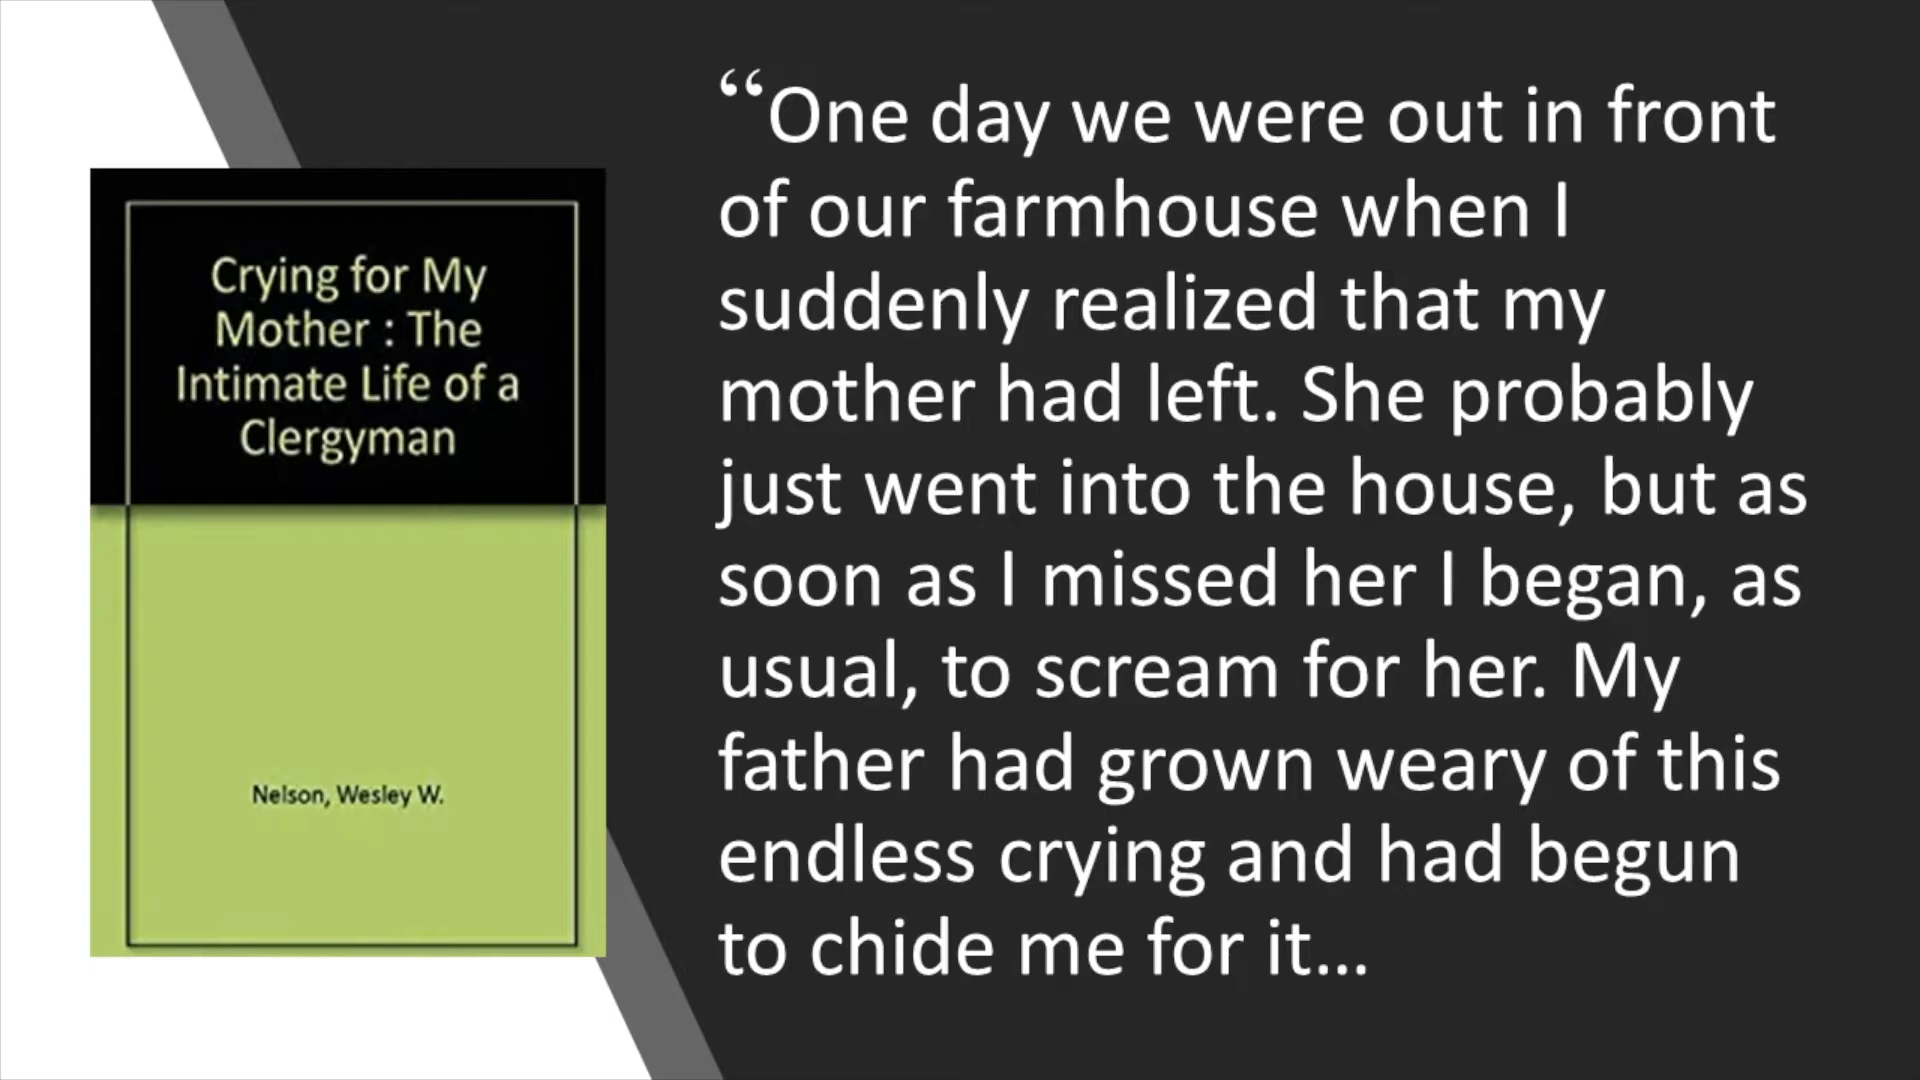 Crying for My
Mother : The
Intimate Life of a
Clergyman
Nelson, Wesley W.
“One day we were out in front
of our farmhouse when I
suddenly realized that my
mother had left. She probably
just went into the house, but as
soon as I missed her I began, as
usual, to scream for her. My
father had grown weary of this
endless crying and had begun
to chide me for it…